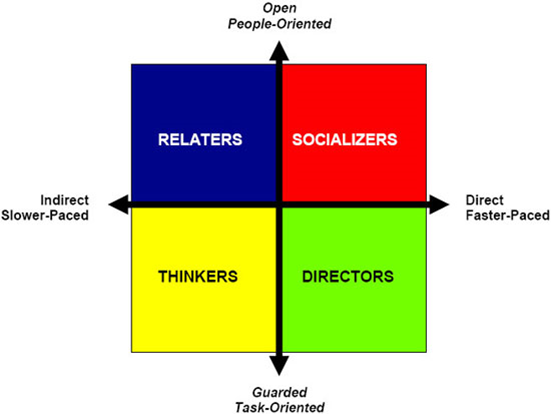 Open
People-Oriented
RELATERS
SOCIALIZERS
Indirect
Slower-Paced
Direct
Faster-Paced
THINKERS
DIRECTORS
Guarded
Task-Oriented